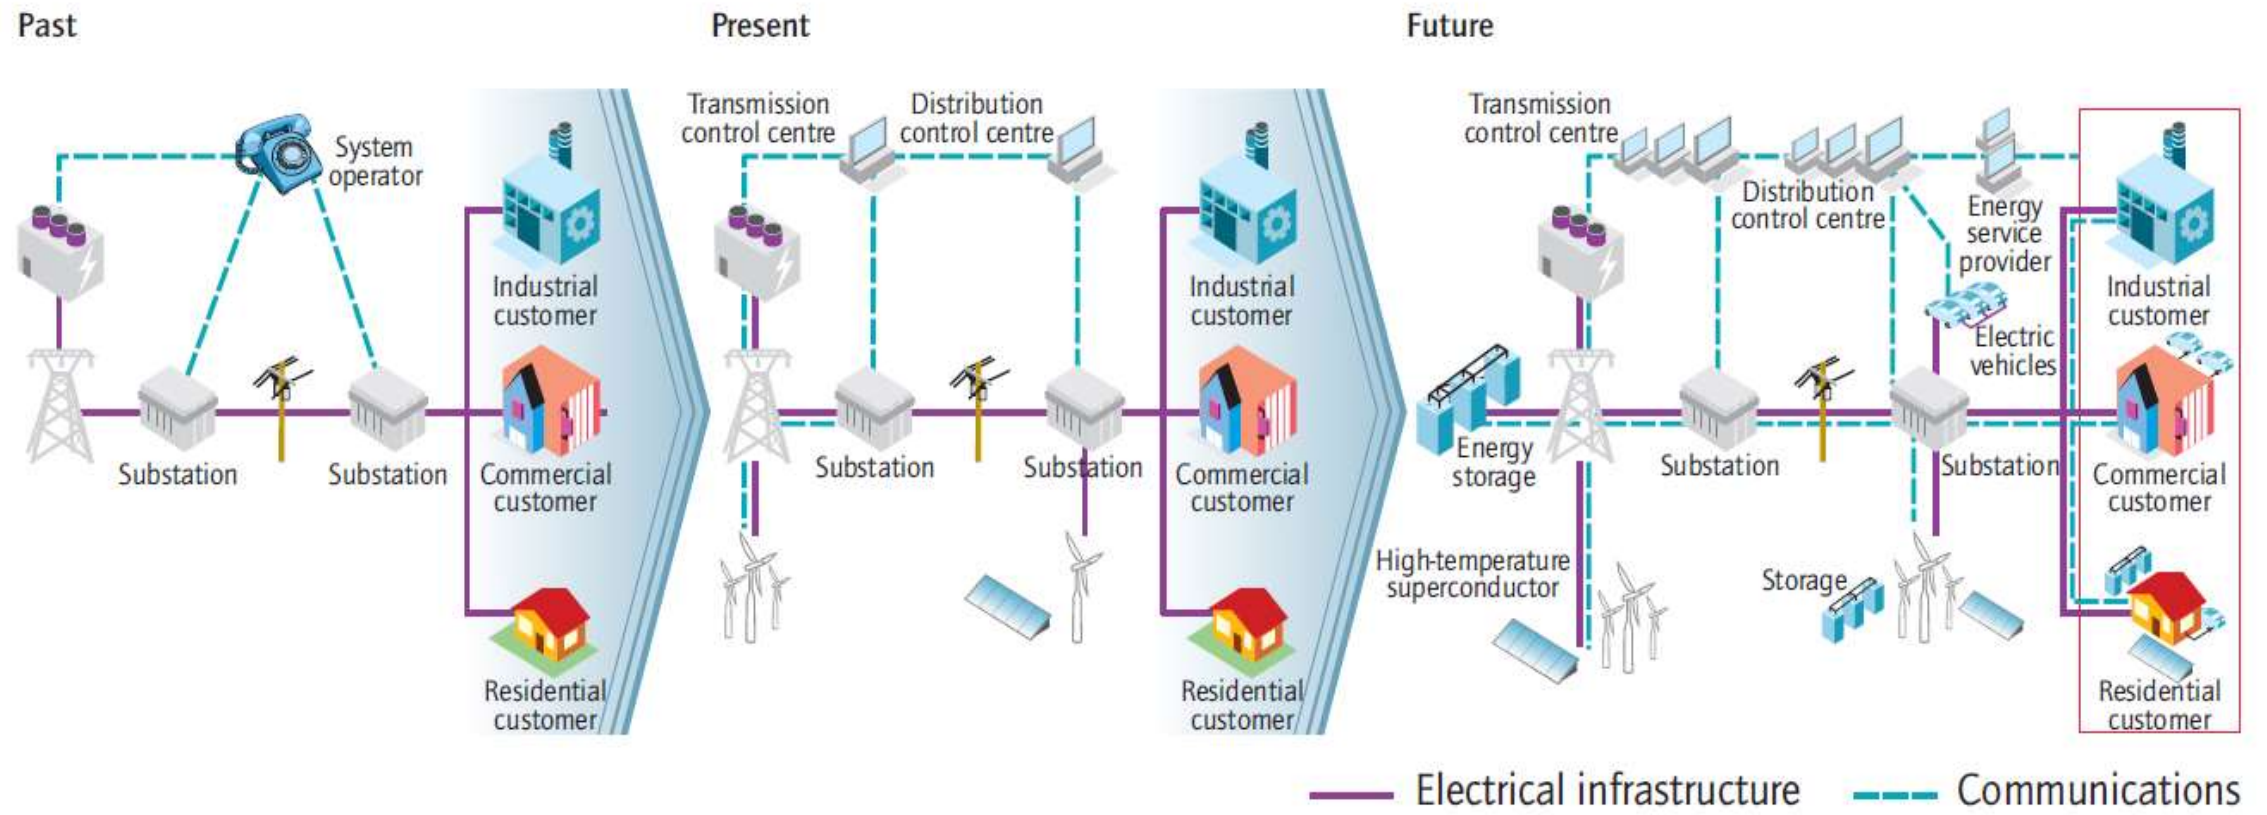 Past
System
operator
Substation
Substation
Industrial
customer
Commercial
customer
Residential
customer
Present
Transmission
control centre
Distribution
control centre
Substation
Substation
Industrial
customer
Commercial
customer
Residential
customer
Future
Transmission
control centre
Distribution
control centre
Energy
service
provider
Electric
vehicles
Energy
storage
Substation
Substation
High-temperature
superconductor
Storage
Industrial
customer
Commercial
customer
Residential
customer
Electrical infrastructure
Communications